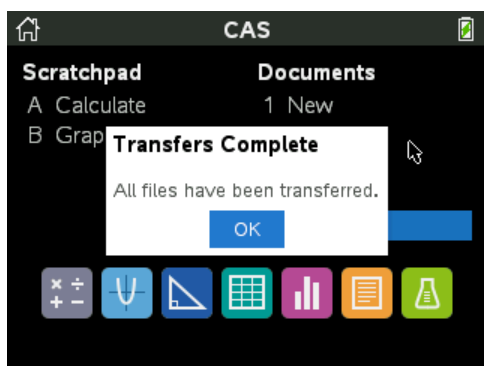 CAS
Scratchpad
Documents
A Calculate
1 New
B Grap
Transfers Complete
All files have been transferred.
OK